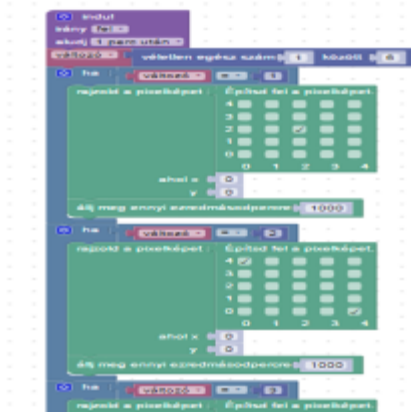 indul
irány fel
akadj 1 perc után
változó véletlen egész szám 1 között 6
ha változó = 1
rajzold a pixelképet Építsd fel a pixelképet.
4
3
2
1
0
0 1 2 3 4
ahol x 0
y 0
állj meg ennyi ezredmásodpercre 1000
ha változó = 2
rajzold a pixelképet Építsd fel a pixelképet.
4
3
2
1
0
0 1 2 3 4
ahol x 0
y 0
állj meg ennyi ezredmásodpercre 1000
ha változó = 3
rajzold a pixelképet Építsd fel a pixelképet.